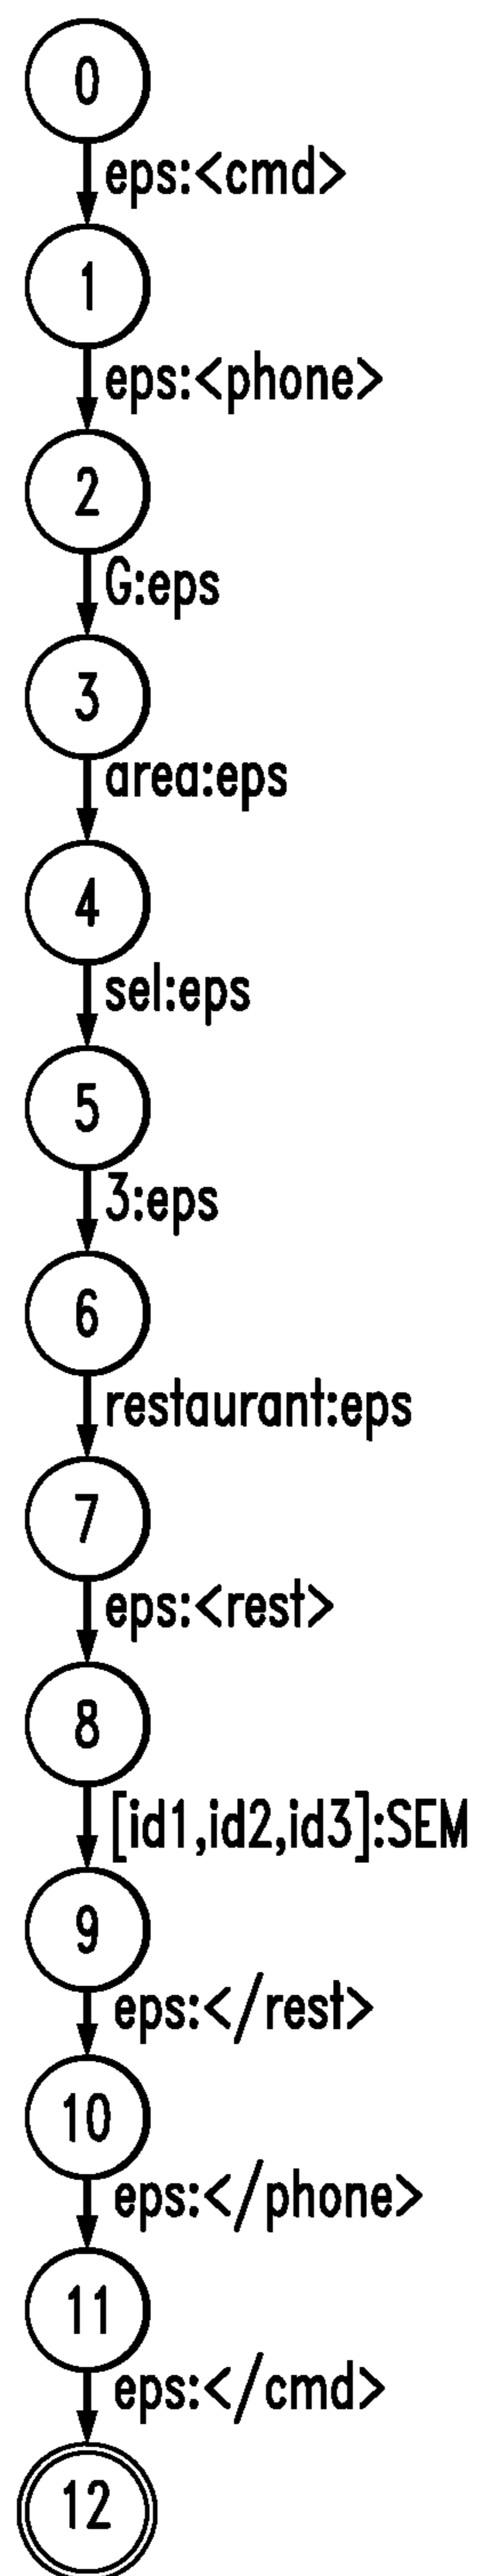 0
eps:<cmd>
1
eps:<phone>
2
G:eps
3
area:eps
4
sel:eps
5
3:eps
6
restaurant:eps
7
eps:<rest>
8
[id1,id2,id3]:SEM
9
eps:</rest>
10
eps:</phone>
11
eps:</cmd>
12